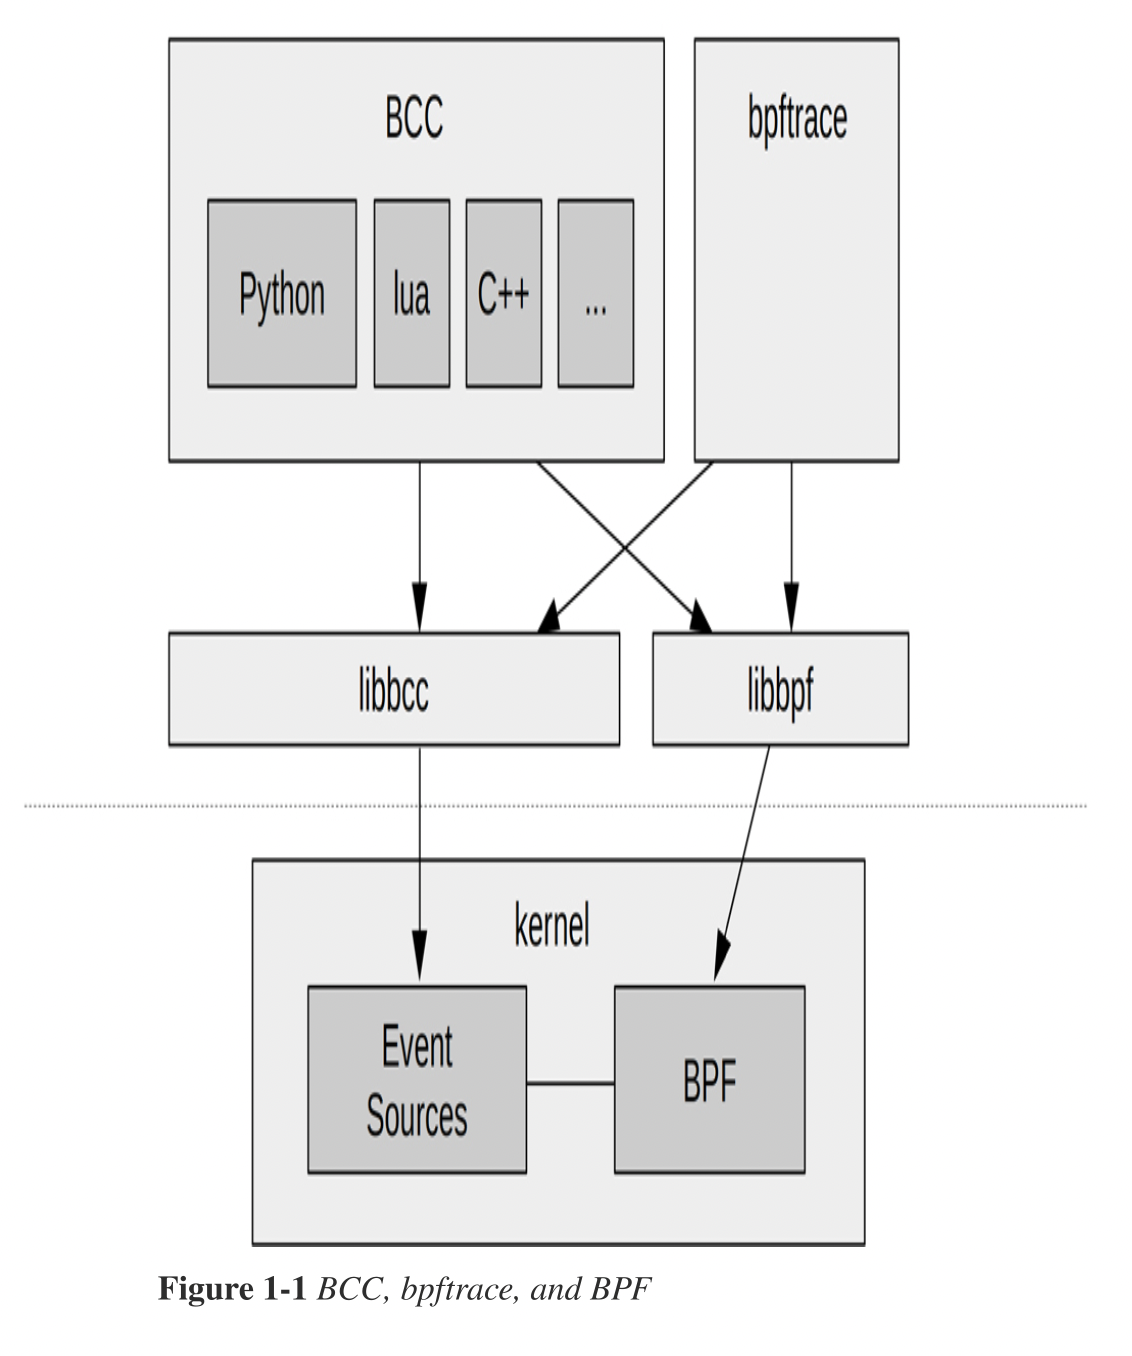 BCC
bpftrace
Python
lua
C++
...
libbcc
libbpf
kernel
Event
Sources
BPF
Figure 1-1 BCC, bpftrace, and BPF